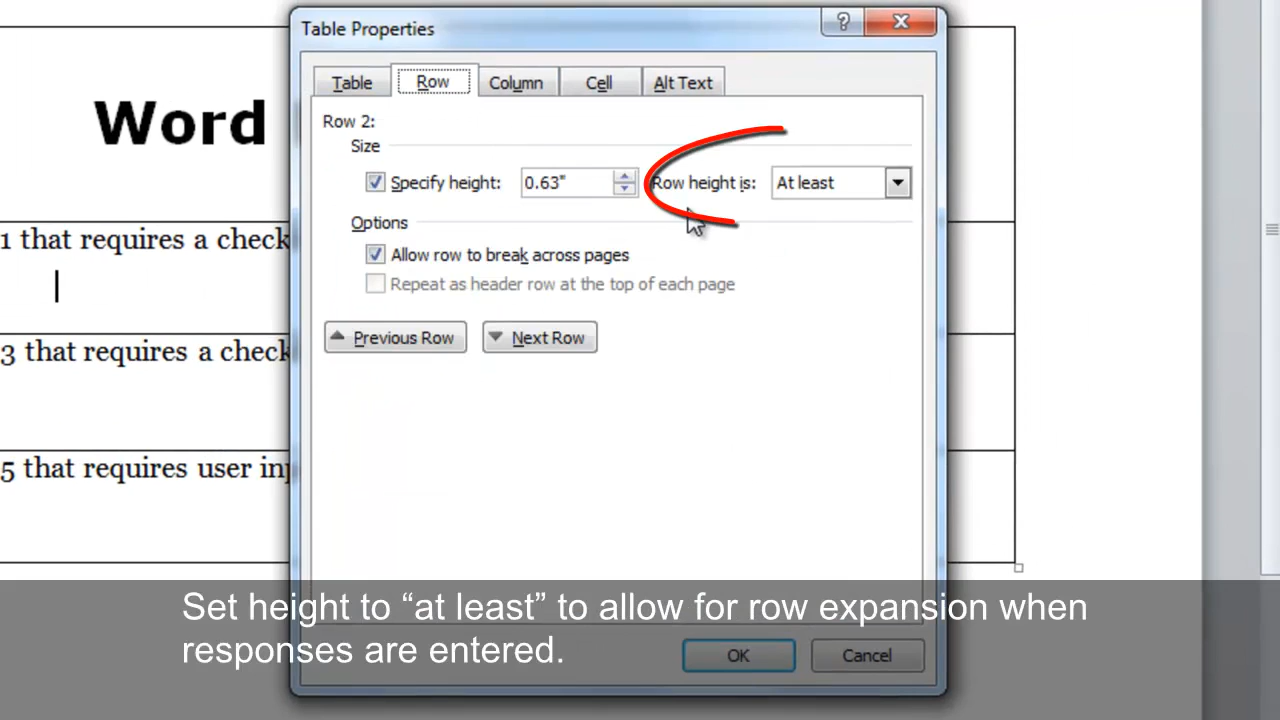 Table Properties
?
Table Row Column Cell Alt Text
Word
Row 2:
Size
Specify height: 0.63" Row height is: At least
Options
Allow row to break across pages
Repeat as header row at the top of each page
Previous Row Next Row
1 that requires a check
3 that requires a check
5 that requires user inp
Set height to “at least” to allow for row expansion when
responses are entered.
OK Cancel